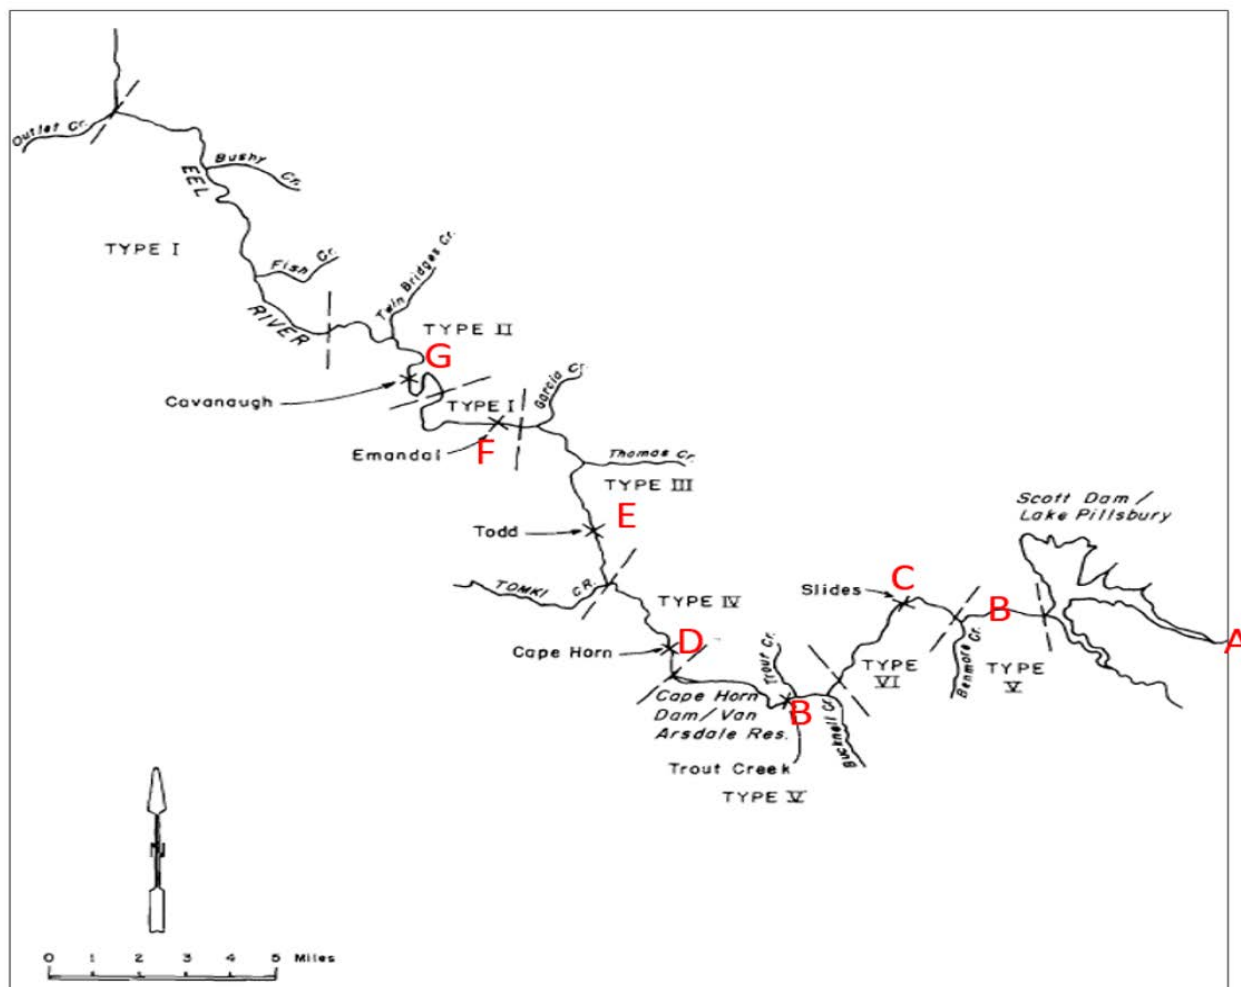 Outlet Cr.
Bushy
Cr.
EEL
TYPE I
Fish Cr.
RIVER
Twin Bridges Cr.
TYPE II
G
Cavanaugh
TYPE I
Garcia Cr.
Emandal
F
Thomas Cr.
TYPE III
Scott Dam/
Lake Pillsbury
E
Todd
C
Slides
TOMKI CR.
TYPE IV
B
Cape Horn
D
A
Trout Cr.
TYPE
VI
Benmore Cr.
TYPE
V
Cape Horn
Dam/Van
Arsdale Res.
B
Bucknell Cr.
Trout Creek
TYPE V
N
0 1 2 3 4 5 Miles